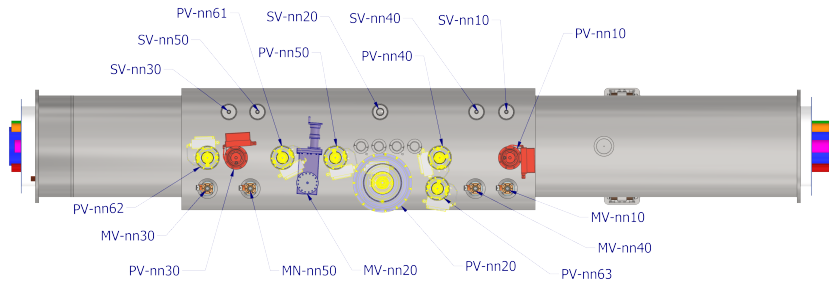 PV-nn61
SV-nn20
SV-nn40
SV-nn10
SV-nn50
PV-nn50
PV-nn40
PV-nn10
SV-nn30
PV-nn62
MV-nn30
PV-nn30
MN-nn50
MV-nn20
PV-nn20
PV-nn63
MV-nn40
MV-nn10